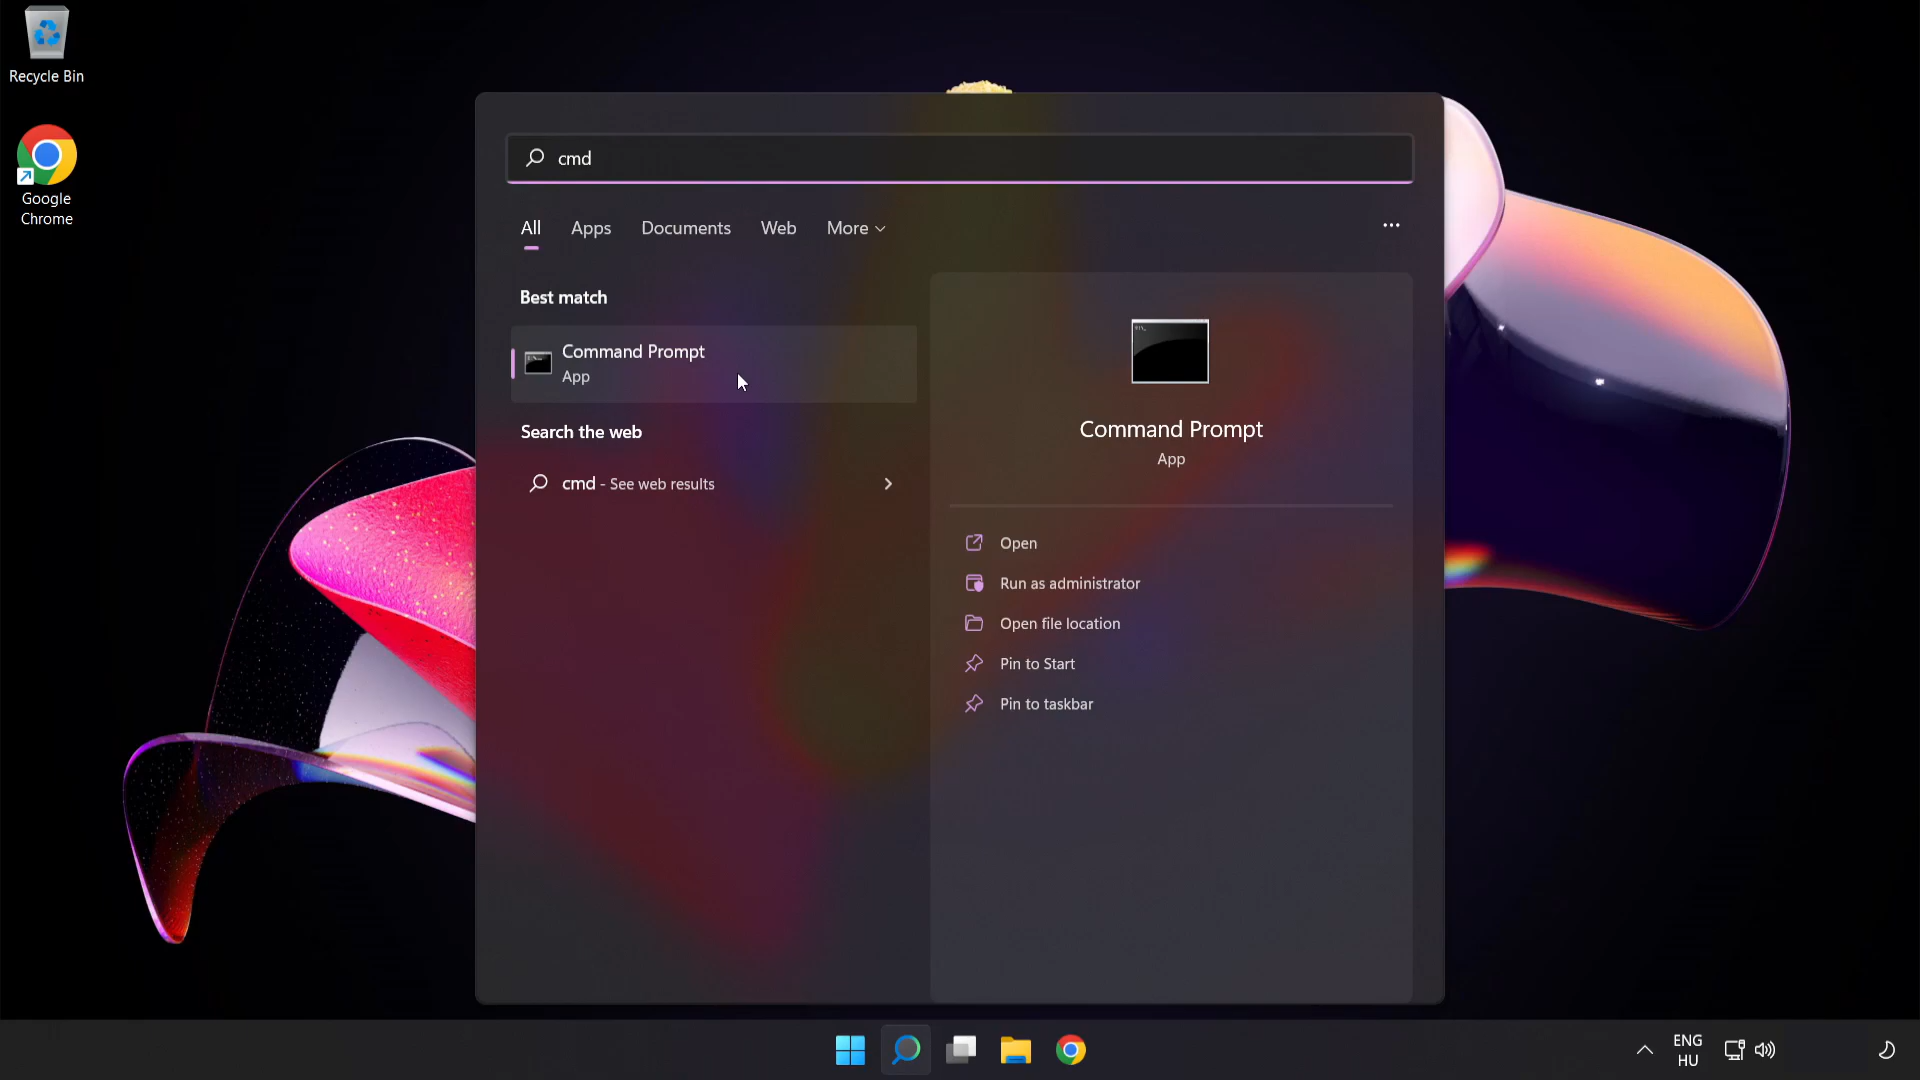 Recycle Bin
Google
Chrome
cmd
All Apps Documents Web More
Best match
Command Prompt
App
Search the web
cmd - See web results
Command Prompt
App
Open
Run as administrator
Open file location
Pin to Start
Pin to taskbar
ENG
HU